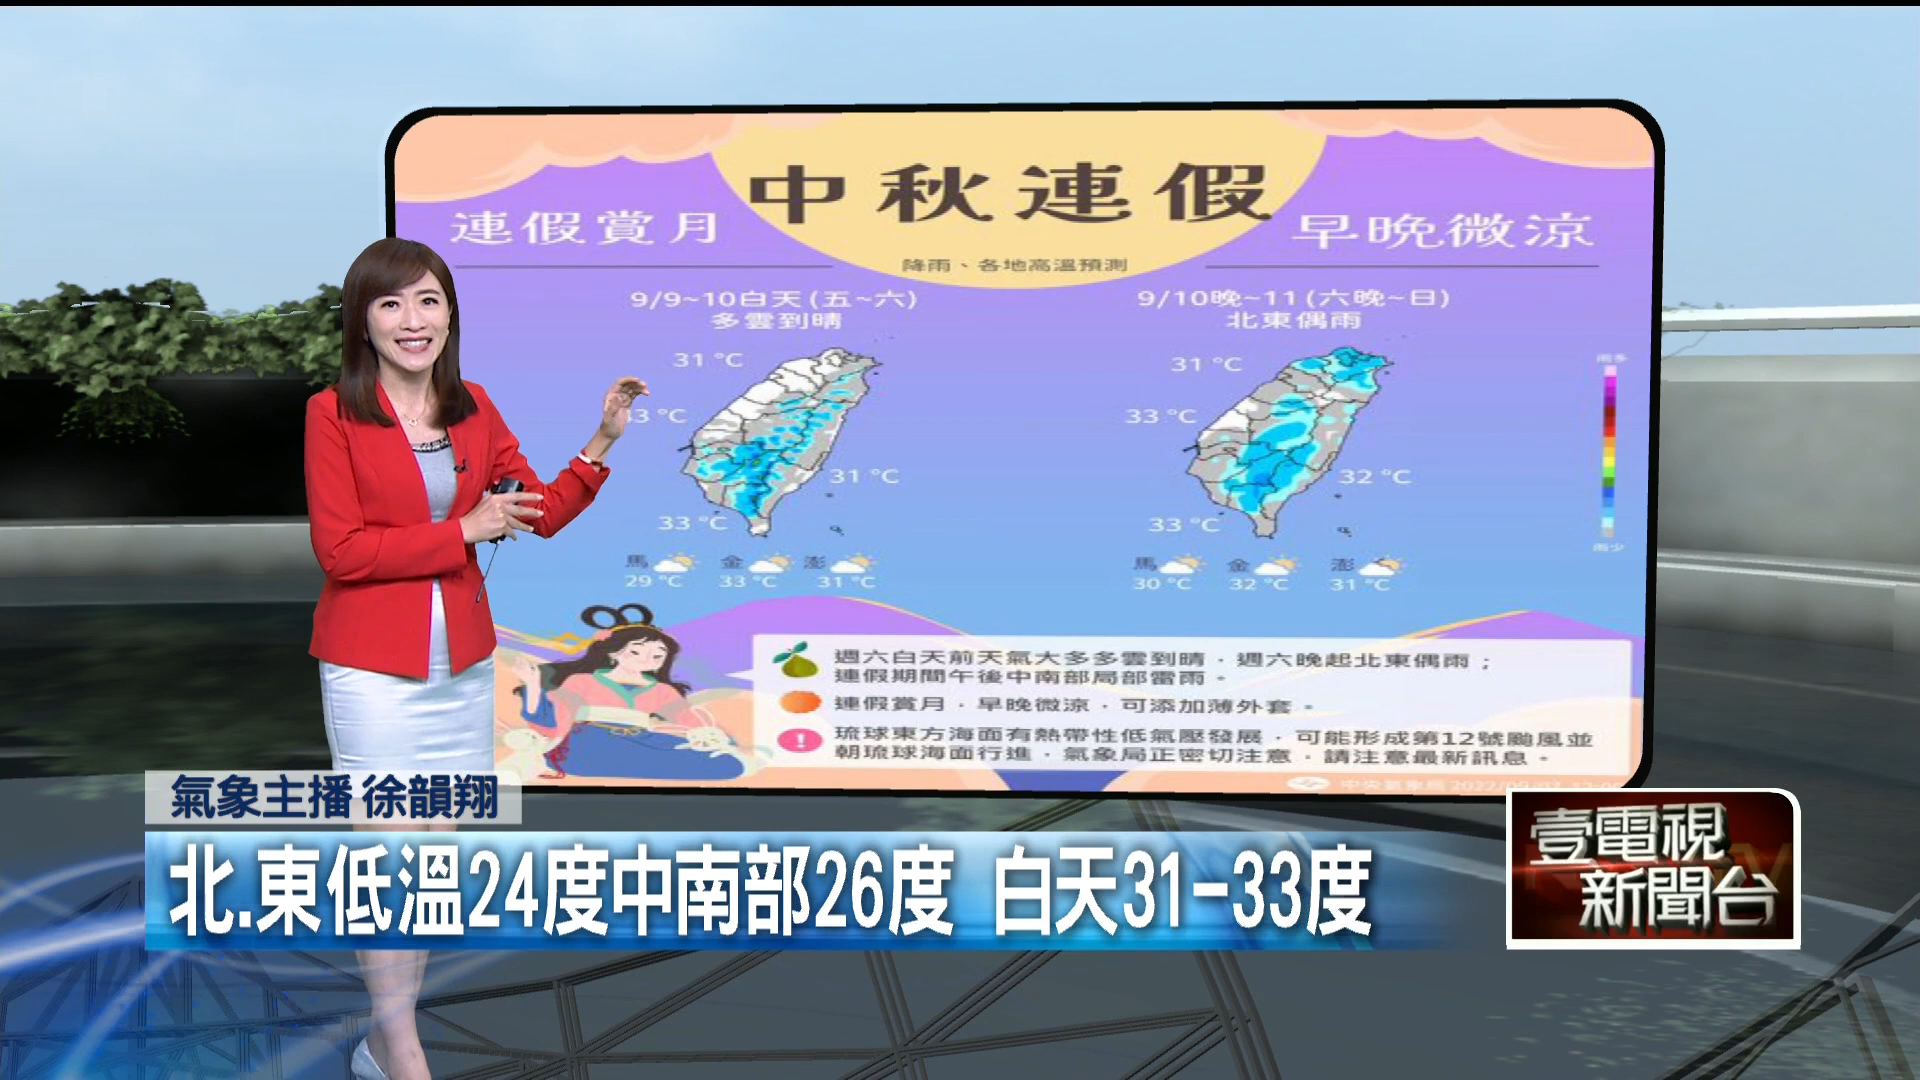 中秋連假
連假賞月
早晚微涼
降雨、各地高溫預測
9/9~10白天(五~六)
多雲到晴
31 °C
33 °C
31 °C
33 °C
馬 金 澎
29 °C 33 °C 31 °C
9/10晚~11(六晚~日)
北東偶雨
31 °C
33 °C
32 °C
33 °C
馬 金 澎
30 °C 32 °C 31 °C
雨多
雨少
週六白天前天氣大多多雲到晴，週六晚起北東偶雨；
連假期間午後中南部局部雷雨。
連假賞月，早晚微涼，可添加薄外套。
琉球東方海面有熱帶性低氣壓發展，可能形成第12號颱風並
朝琉球海面行進，氣象局正密切注意，請注意最新訊息。
中央氣象局
氣象主播 徐韻翔
北.東低溫24度中南部26度 白天31-33度
壹電視
新聞台